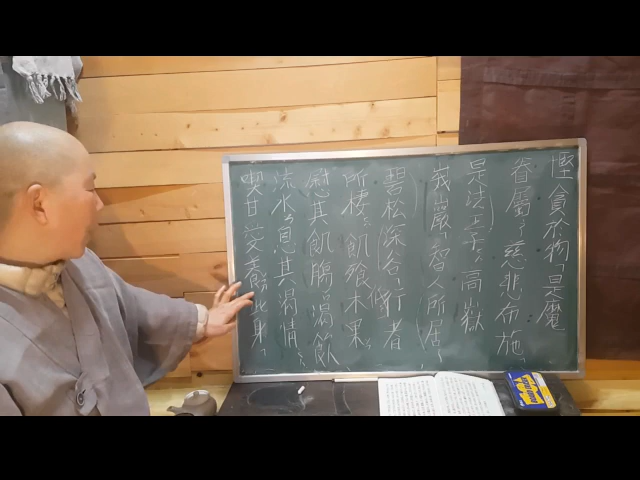 慳貪於物「是魔
眷屬 慈悲布施「
是法王子 高嶽
峩巖「智人所居
碧松深谷 修行者
所棲 飢飱木果
慰其飢腸「渴飲
流水 息其渴情
喫甘愛養 此身